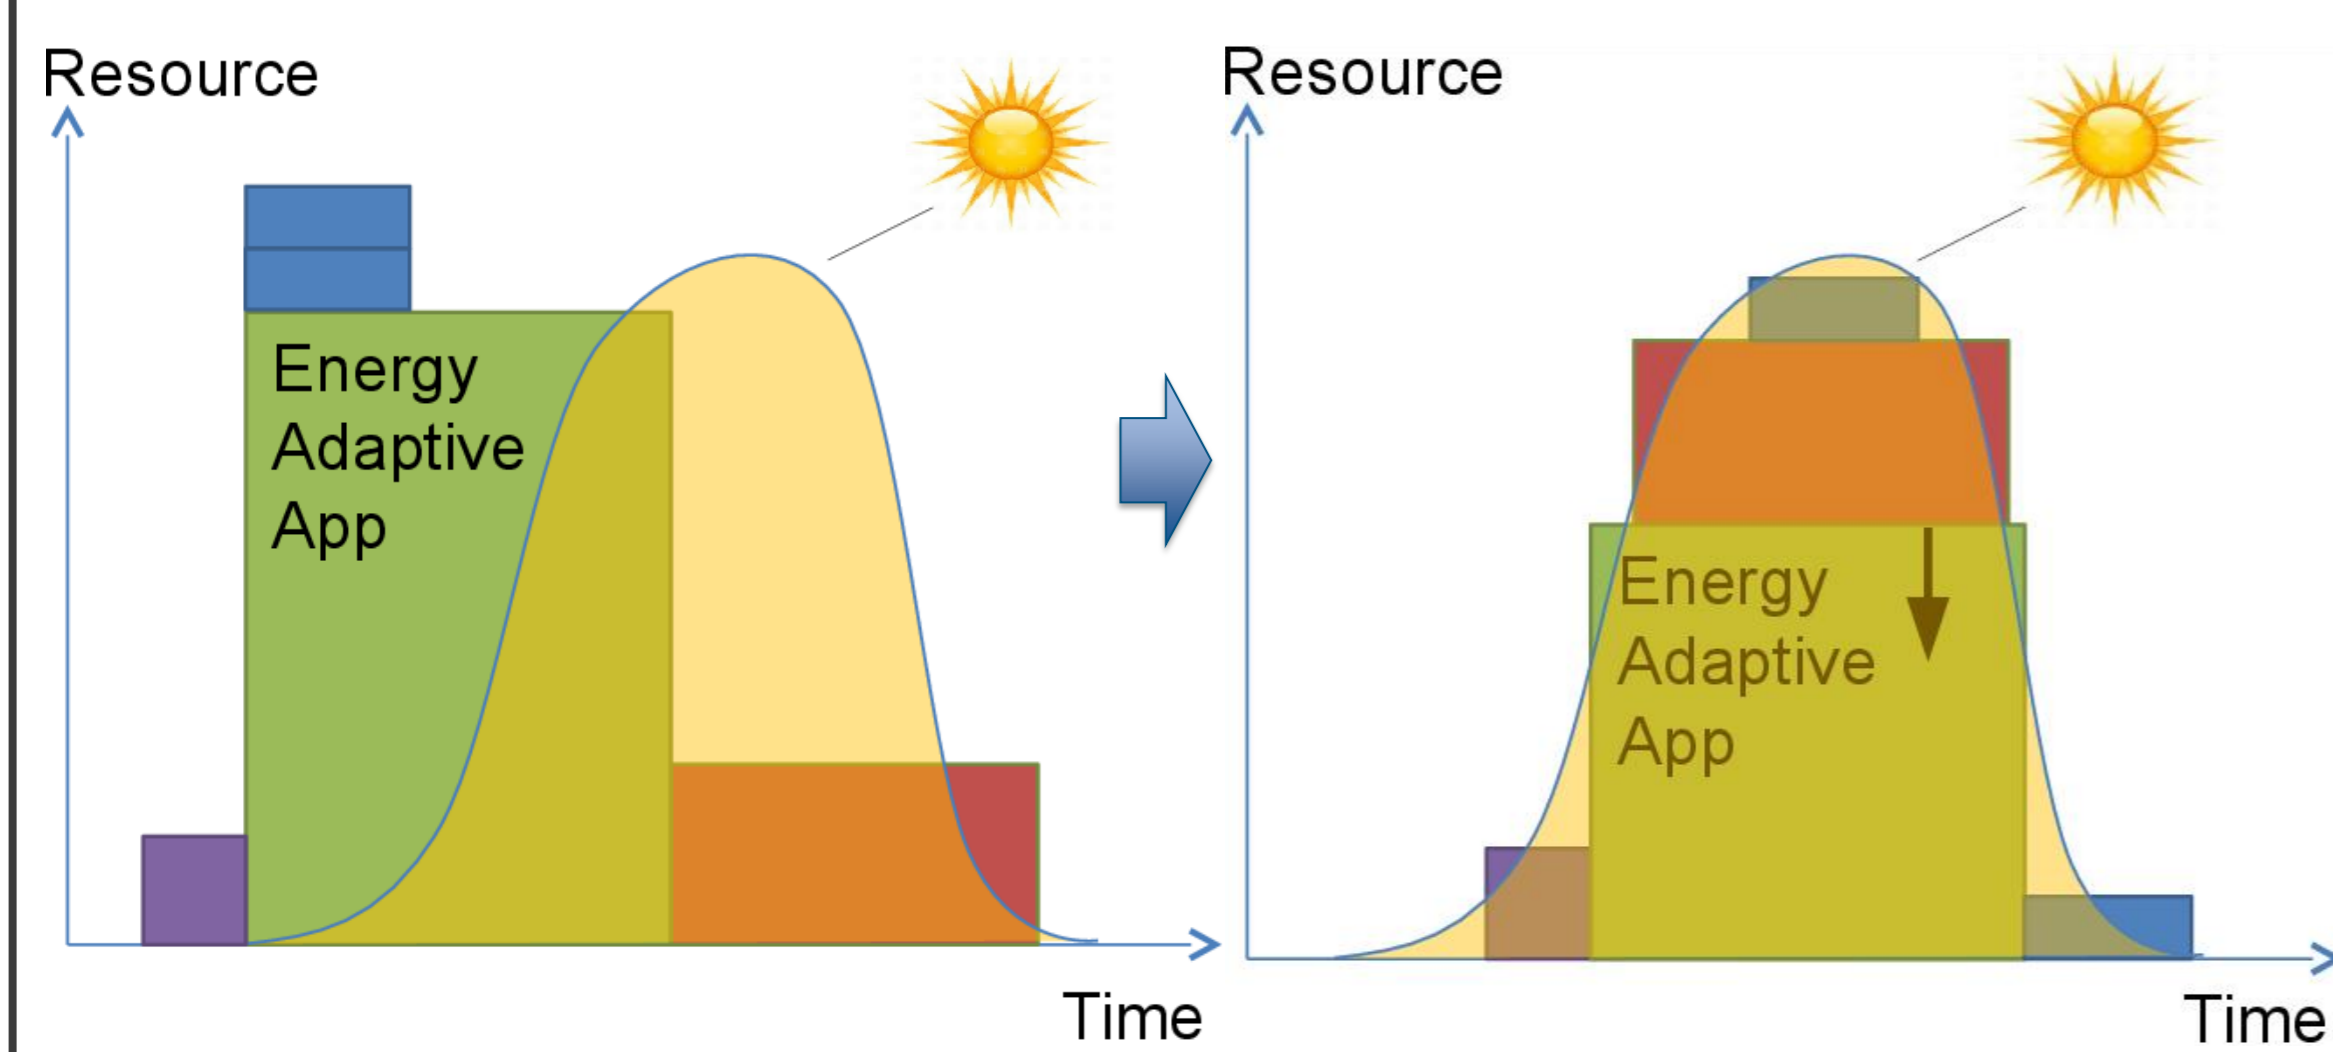 Resource
Energy
Adaptive
App
Time
Resource
Energy
Adaptive
App
Time